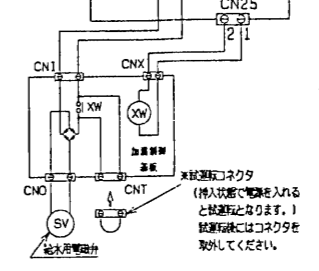 CN25
2 1
CN1
CNX
XW
XW
加湿制御
基板
CNO
CNT
※試運転コネクタ
(挿入状態で電源を入れる
と試運転となります。)
試運転後にはコネクタを
取外してください。
SV
給水用電磁弁